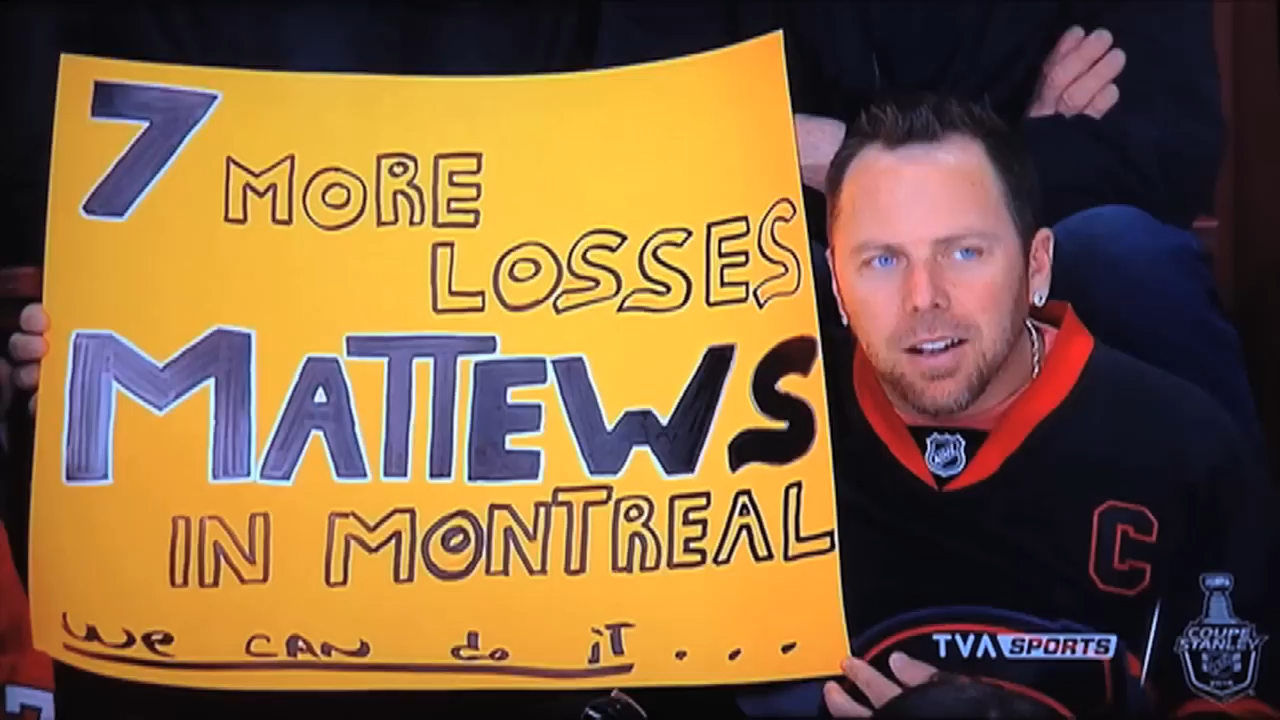 7 MORE
LOSSES
MATTEWS
IN MONTREAL
We CAN do iT....
C
TVA SPORTS
COUPE
STANLEY